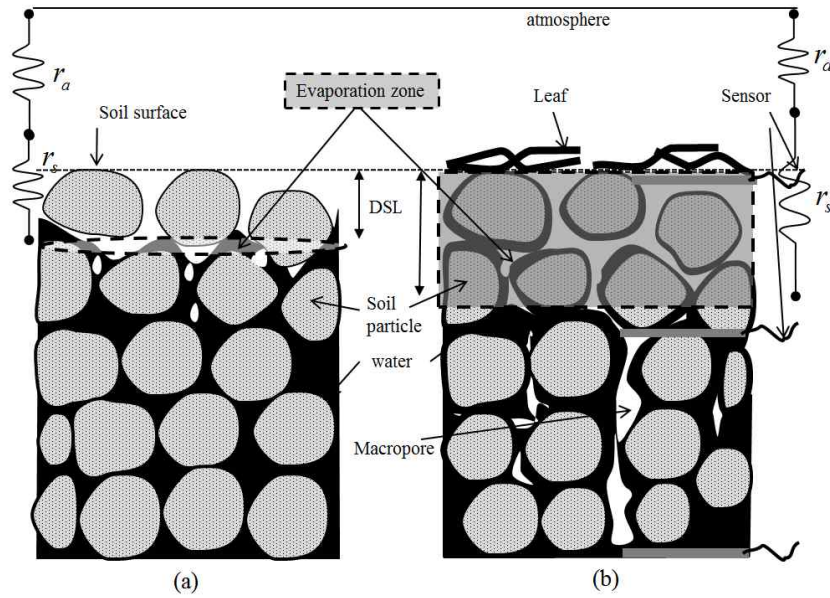 atmosphere
r_a
r_a
Evaporation zone
Leaf
Sensor
Soil surface
r_s
DSL
r_s
Soil
particle
water
Macropore
(a)
(b)